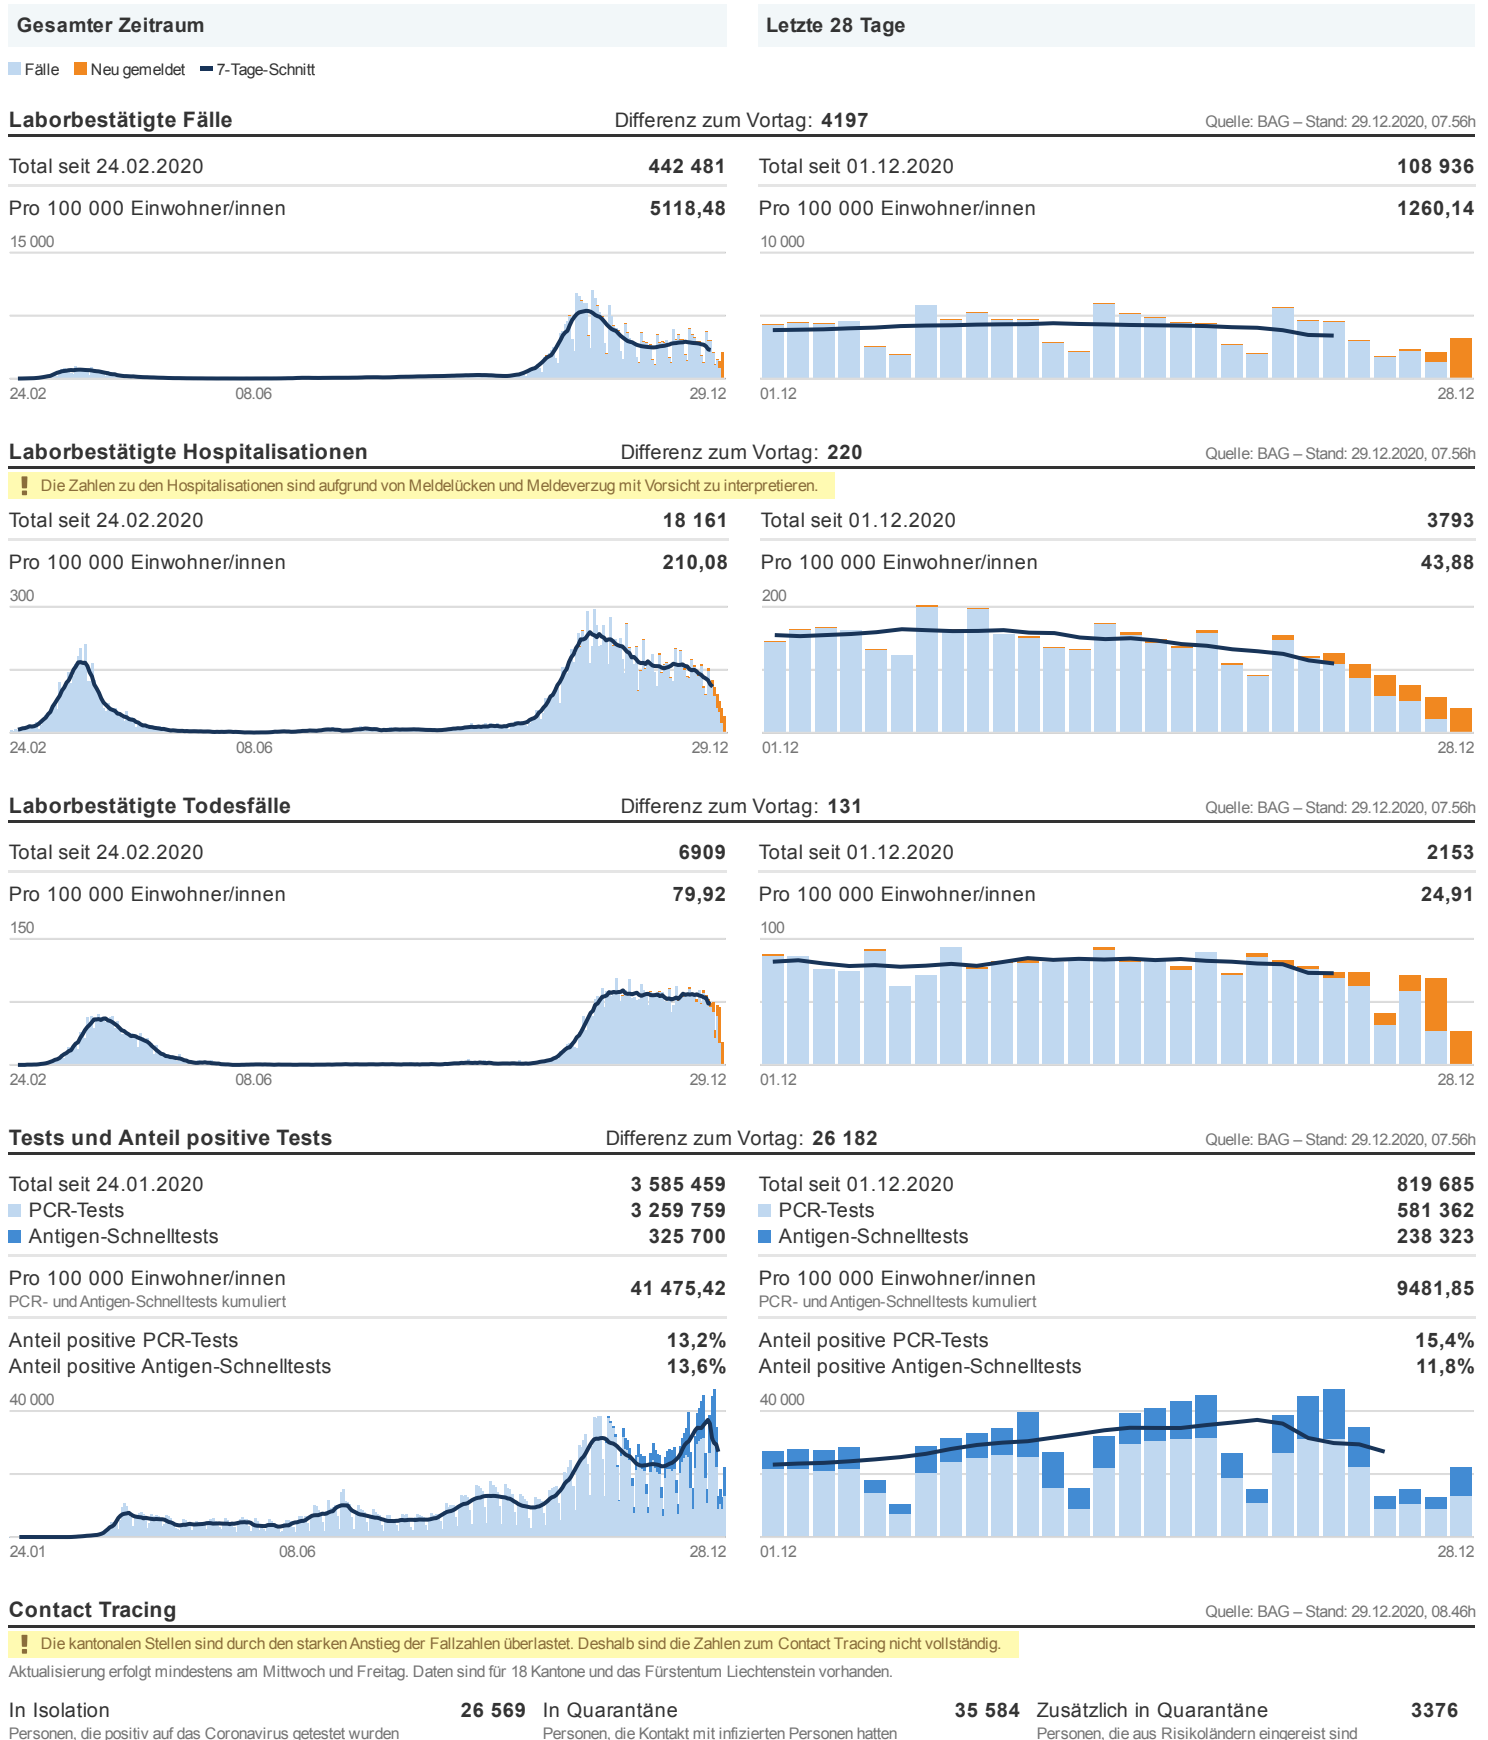 Gesamter Zeitraum
Letzte 28 Tage
Fälle Neu gemeldet 7-Tage-Schnitt
Laborbestätigte Fälle Differenz zum Vortag: 4197 Quelle: BAG – Stand: 29.12.2020, 07.56h
Total seit 24.02.2020 442 481
Pro 100 000 Einwohner/innen 5118,48
15 000
24.02 08.06 29.12
Total seit 01.12.2020 108 936
Pro 100 000 Einwohner/innen 1260,14
10 000
01.12 28.12
Laborbestätigte Hospitalisationen Differenz zum Vortag: 220 Quelle: BAG – Stand: 29.12.2020, 07.56h
! Die Zahlen zu den Hospitalisationen sind aufgrund von Meldelücken und Meldeverzug mit Vorsicht zu interpretieren.
Total seit 24.02.2020 18 161
Pro 100 000 Einwohner/innen 210,08
300
24.02 08.06 29.12
Total seit 01.12.2020 3793
Pro 100 000 Einwohner/innen 43,88
200
01.12 28.12
Laborbestätigte Todesfälle Differenz zum Vortag: 131 Quelle: BAG – Stand: 29.12.2020, 07.56h
Total seit 24.02.2020 6909
Pro 100 000 Einwohner/innen 79,92
150
24.02 08.06 29.12
Total seit 01.12.2020 2153
Pro 100 000 Einwohner/innen 24,91
100
01.12 28.12
Tests und Anteil positive Tests Differenz zum Vortag: 26 182 Quelle: BAG – Stand: 29.12.2020, 07.56h
Total seit 24.01.2020 3 585 459
PCR-Tests 3 259 759
Antigen-Schnelltests 325 700
Pro 100 000 Einwohner/innen 41 475,42
PCR- und Antigen-Schnelltests kumuliert
Anteil positive PCR-Tests 13,2%
Anteil positive Antigen-Schnelltests 13,6%
40 000
24.01 08.06 28.12
Total seit 01.12.2020 819 685
PCR-Tests 581 362
Antigen-Schnelltests 238 323
Pro 100 000 Einwohner/innen 9481,85
PCR- und Antigen-Schnelltests kumuliert
Anteil positive PCR-Tests 15,4%
Anteil positive Antigen-Schnelltests 11,8%
40 000
01.12 28.12
Contact Tracing Quelle: BAG – Stand: 29.12.2020, 08.46h
! Die kantonalen Stellen sind durch den starken Anstieg der Fallzahlen überlastet. Deshalb sind die Zahlen zum Contact Tracing nicht vollständig.
Aktualisierung erfolgt mindestens am Mittwoch und Freitag. Daten sind für 18 Kantone und das Fürstentum Liechtenstein vorhanden.
In Isolation 26 569
Personen, die positiv auf das Coronavirus getestet wurden
In Quarantäne 35 584
Personen, die Kontakt mit infizierten Personen hatten
Zusätzlich in Quarantäne 3376
Personen, die aus Risikoländern eingereist sind